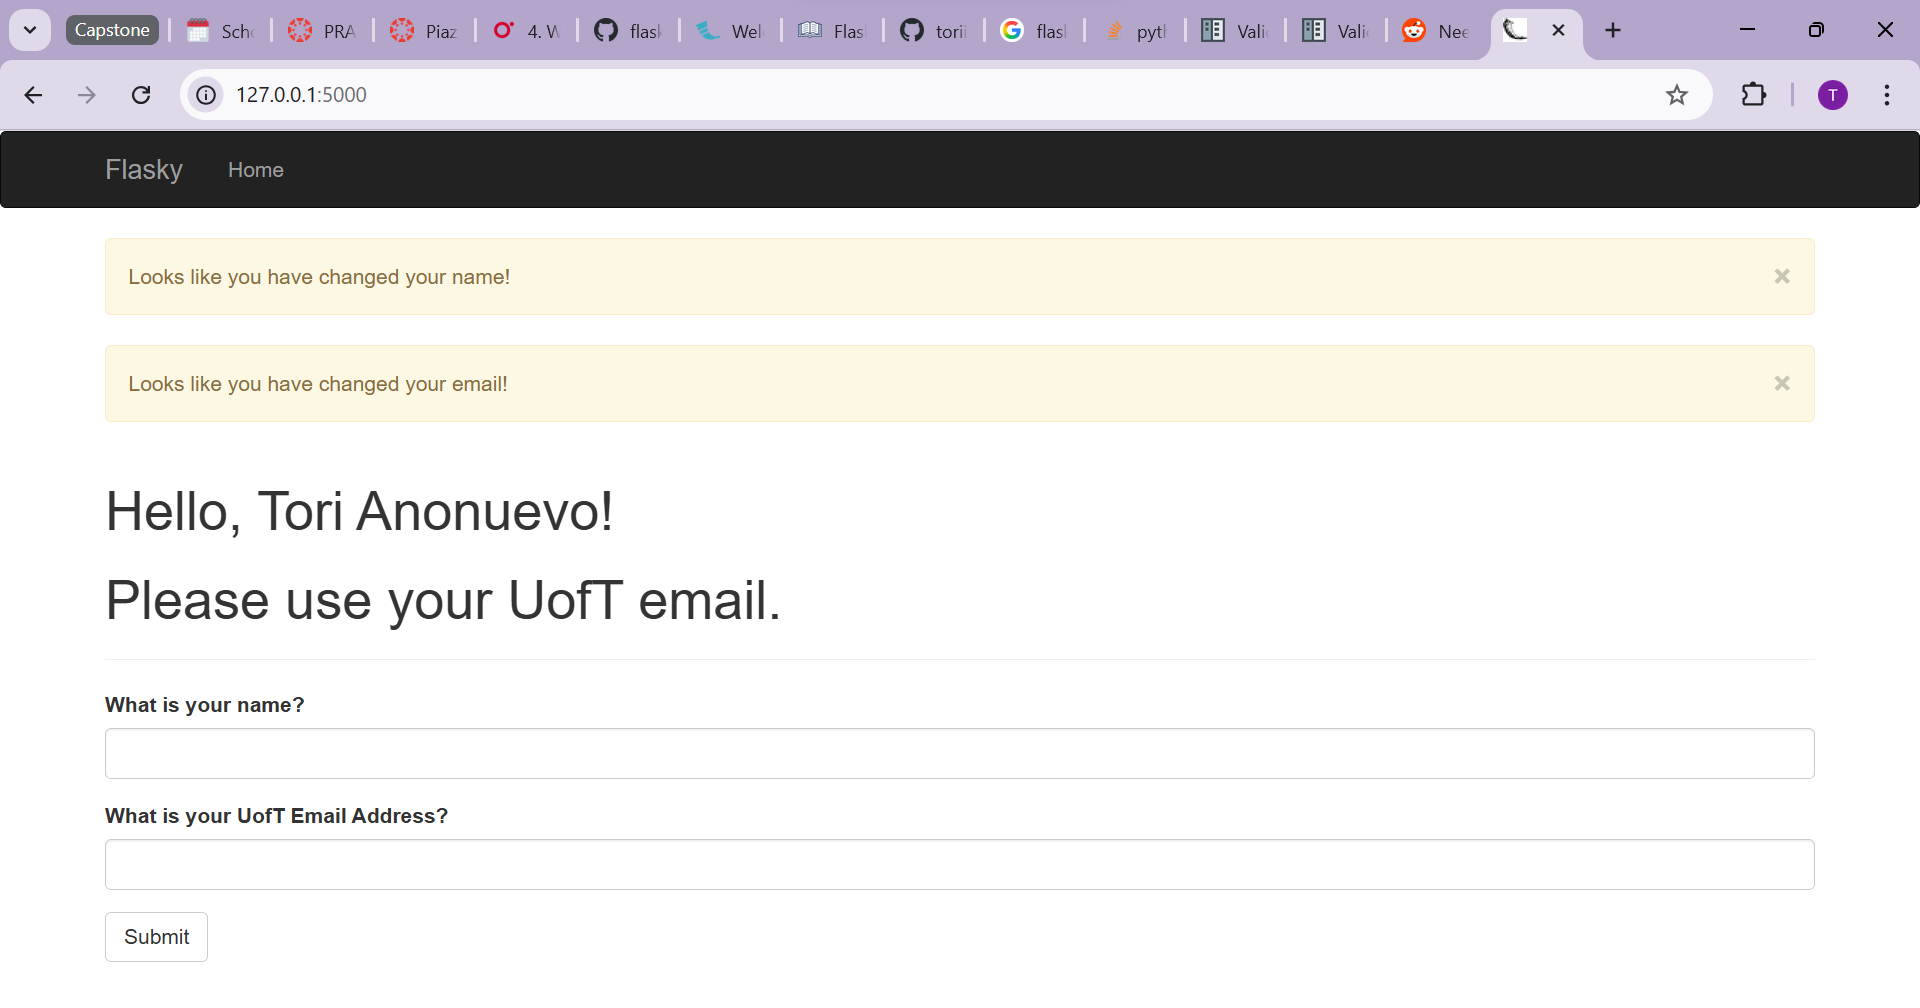 Capstone
Sch
PRA
Piaz
4. W
flask
Wel
Flas
torii
flas
pyth
Vali
Vali
Nee
127.0.0.1:5000
T
Flasky
Home
Looks like you have changed your name!
Looks like you have changed your email!
Hello, Tori Anonuevo!
Please use your UofT email.
What is your name?
What is your UofT Email Address?
Submit